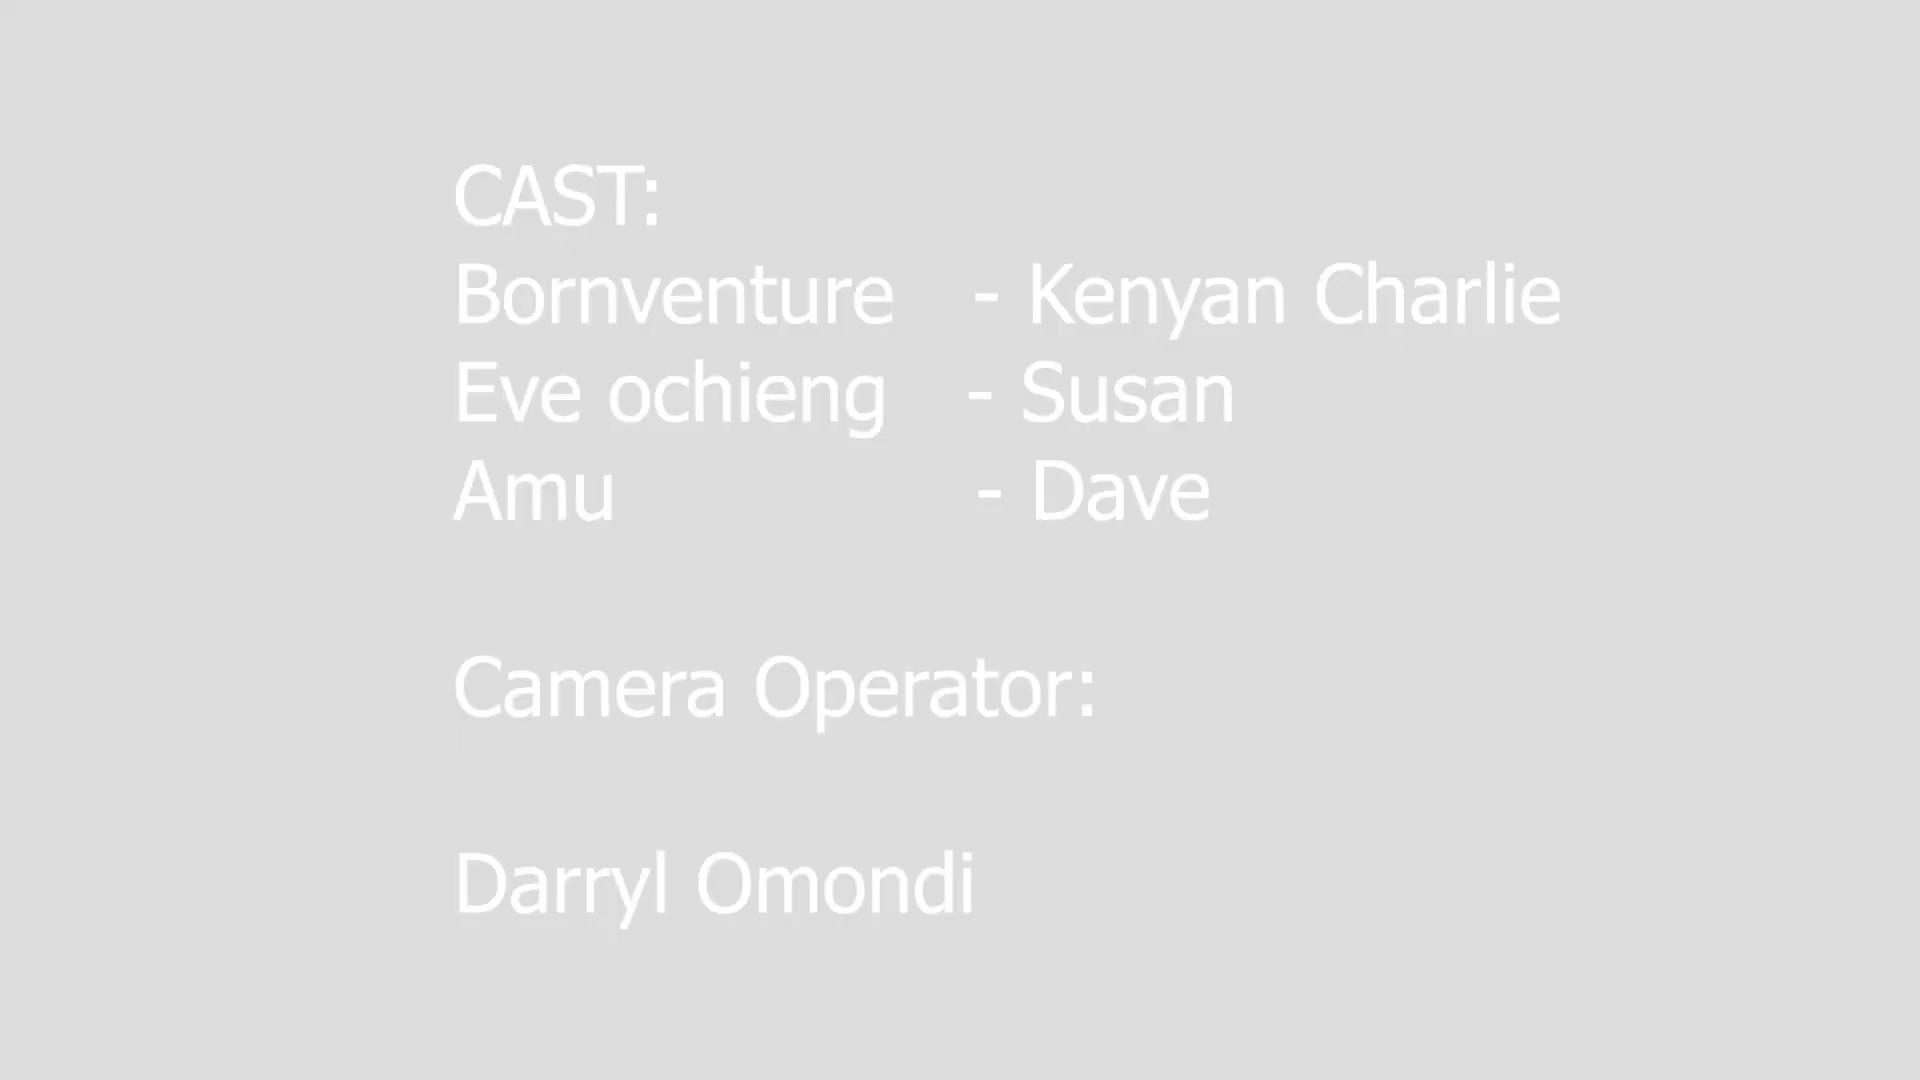 CAST:
Bornventure - Kenyan Charlie
Eve ochieng - Susan
Amu - Dave
Camera Operator:
Darryl Omondi